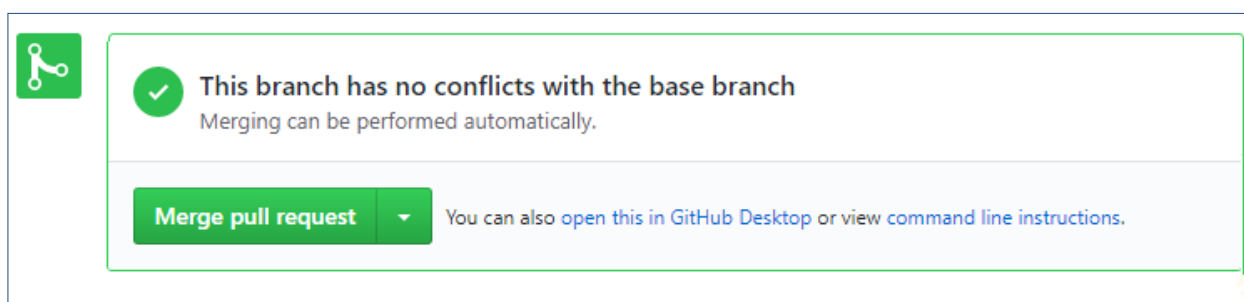 This branch has no conflicts with the base branch
Merging can be performed automatically.
Merge pull request You can also open this in GitHub Desktop or view command line instructions.